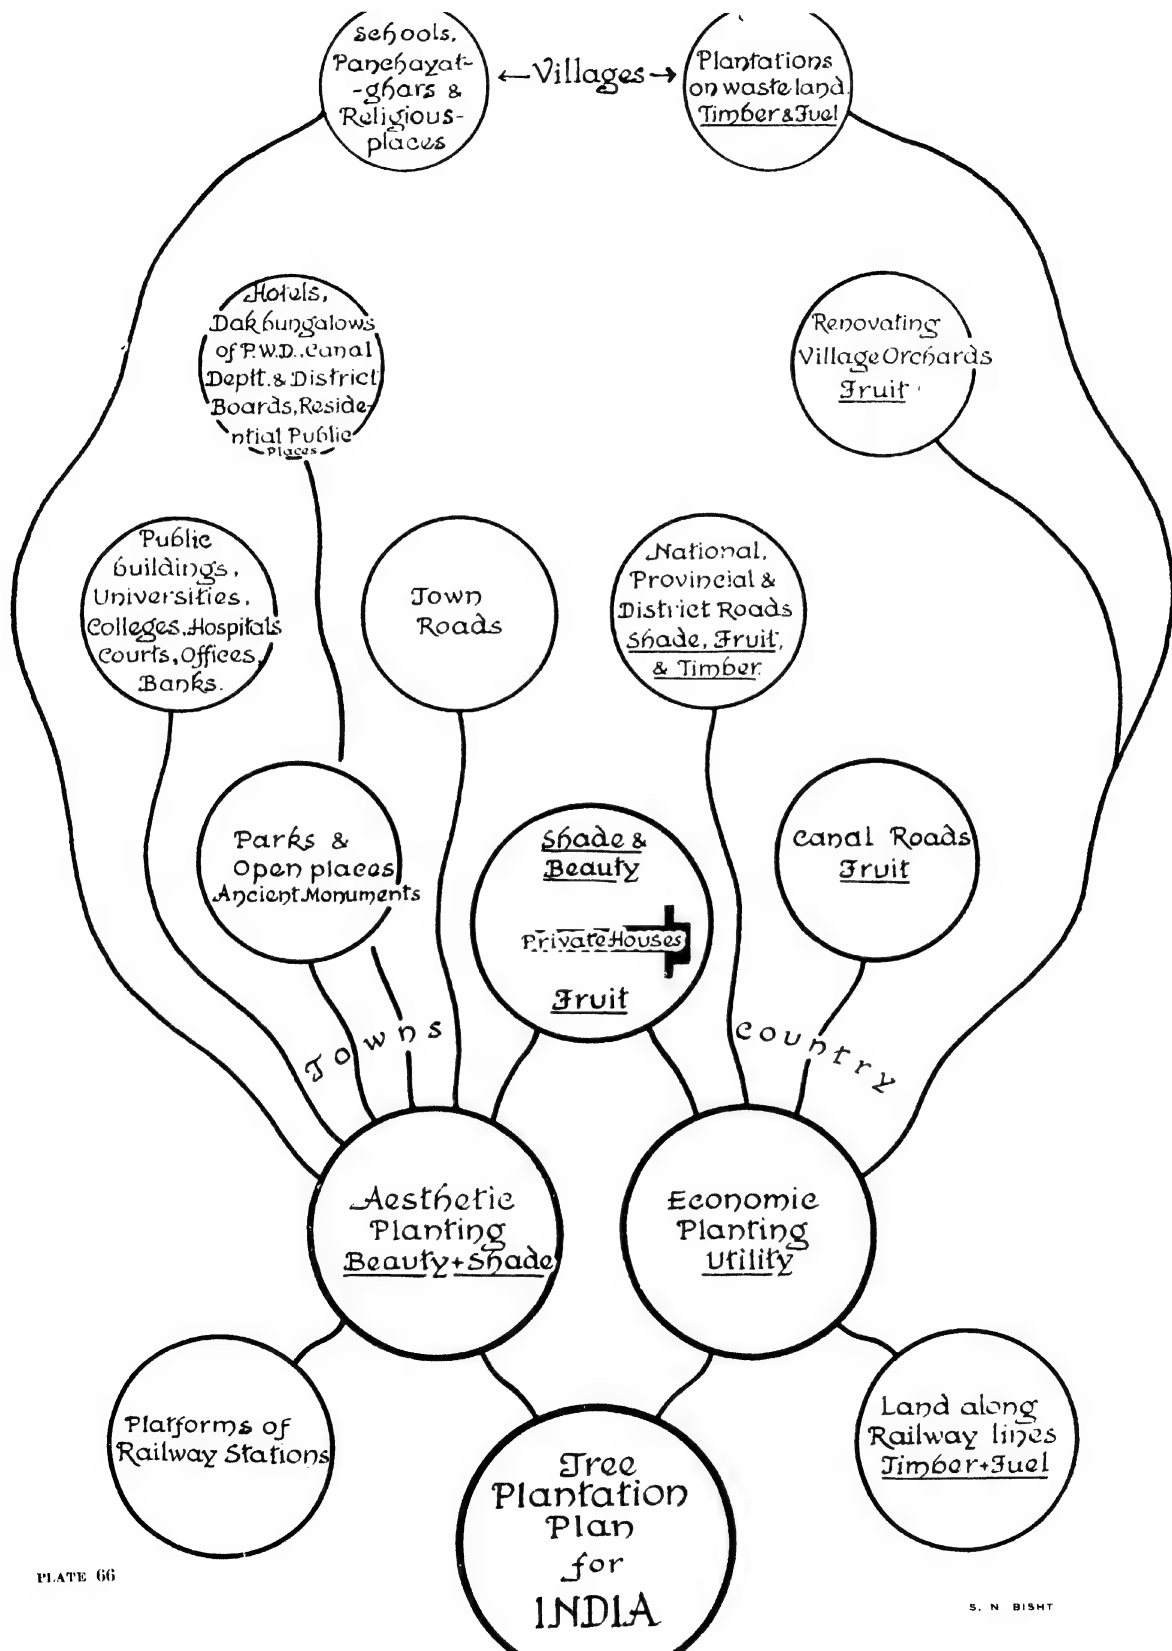 Schools,
Panchayat-
-ghars &
Religious-
places
←Villages→
Plantations
on waste land.
Timber & Fuel
Hotels,
Dak bungalows
of P.W.D., Canal
Deptt. & District
Boards, Reside-
ntial Public
Places
Renovating
Village Orchards
Fruit
Public
buildings,
Universities,
Colleges, Hospitals
Courts, Offices,
Banks.
Town
Roads
National,
Provincial &
District Roads
Shade, Fruit,
& Timber.
Parks &
Open places
Ancient Monuments
Shade &
Beauty
Private Houses
Fruit
Canal Roads
Fruit
Towns
Country
Aesthetic
Planting
Beauty + Shade
Economic
Planting
Utility
Platforms of
Railway Stations
Land along
Railway lines
Timber + Fuel
Tree
Plantation
Plan
for
INDIA
PLATE 66
S. N BISHT